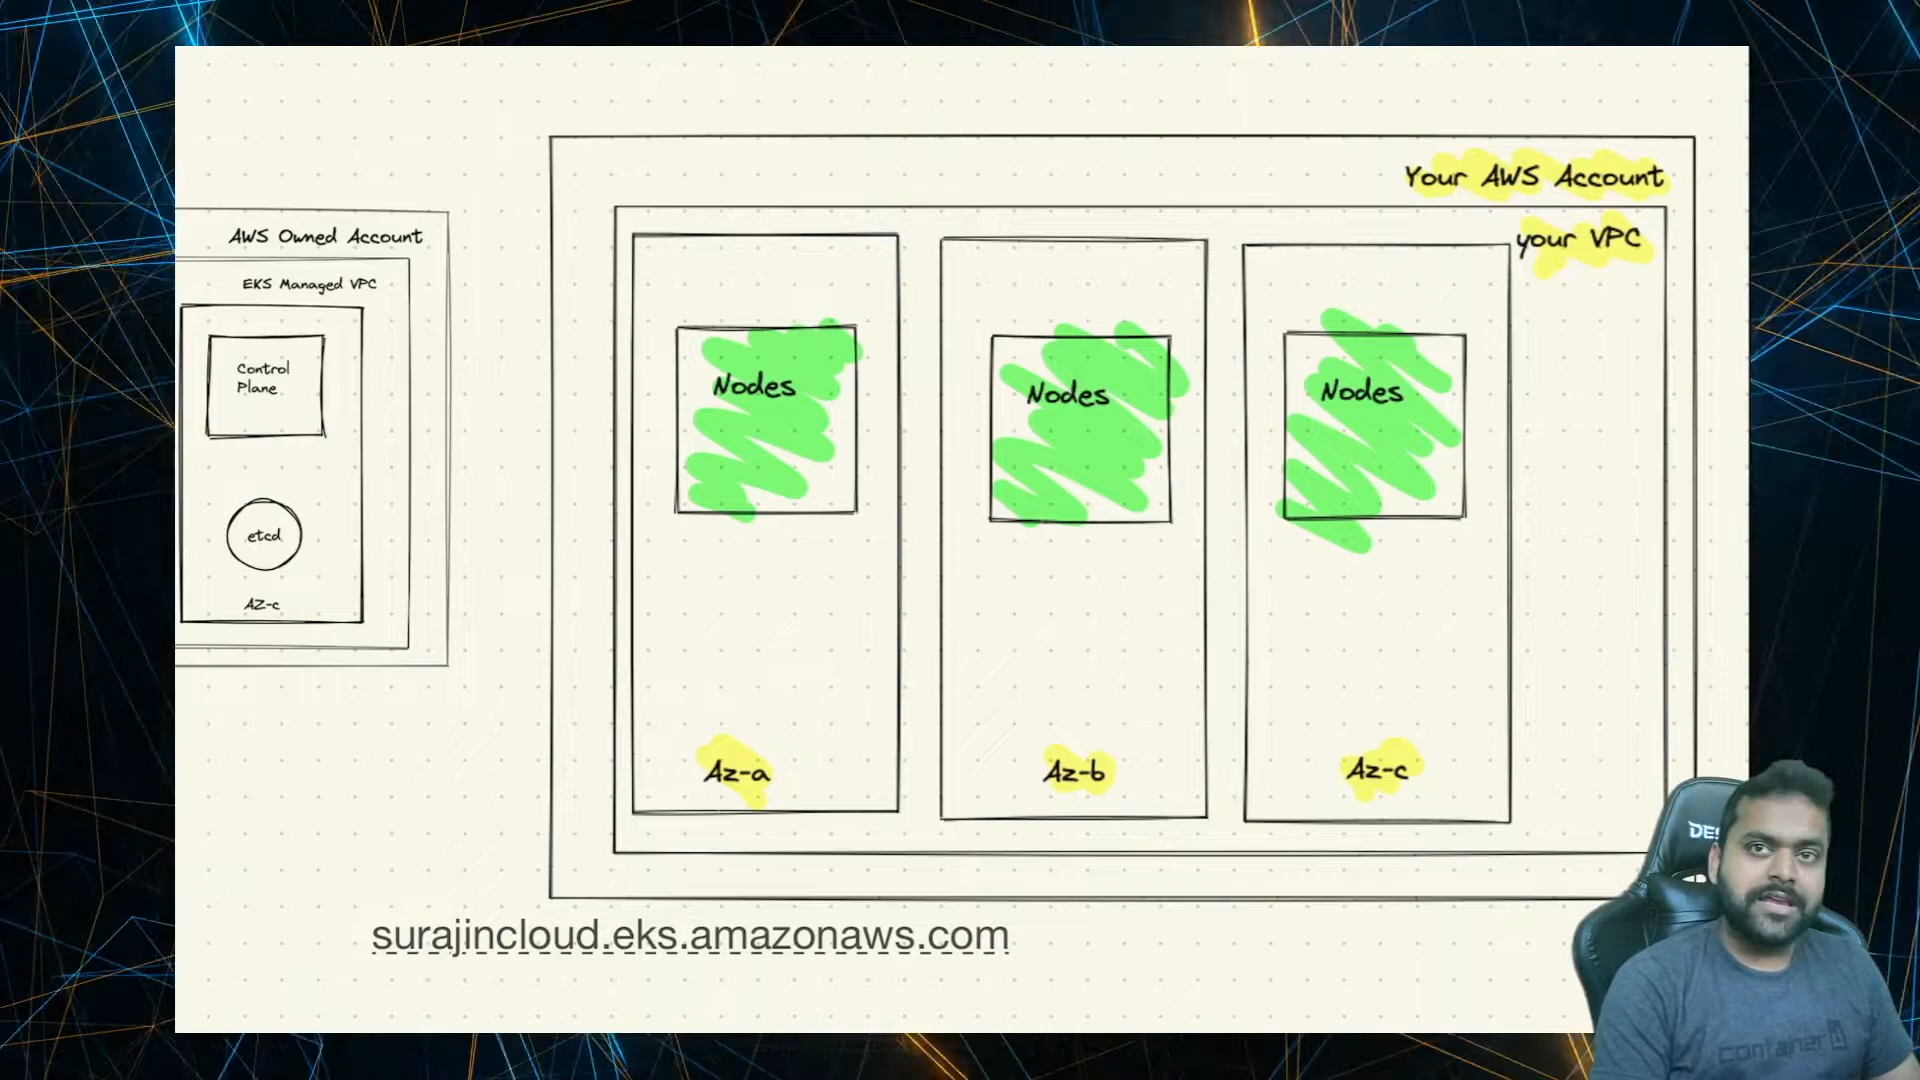 Your AWS Account
your VPC
AWS Owned Account
EKS Managed VPC
Control
Plane
etcd
AZ-c
Nodes
Nodes
Nodes
Az-a
Az-b
Az-c
surajincloud.eks.amazonaws.com
container